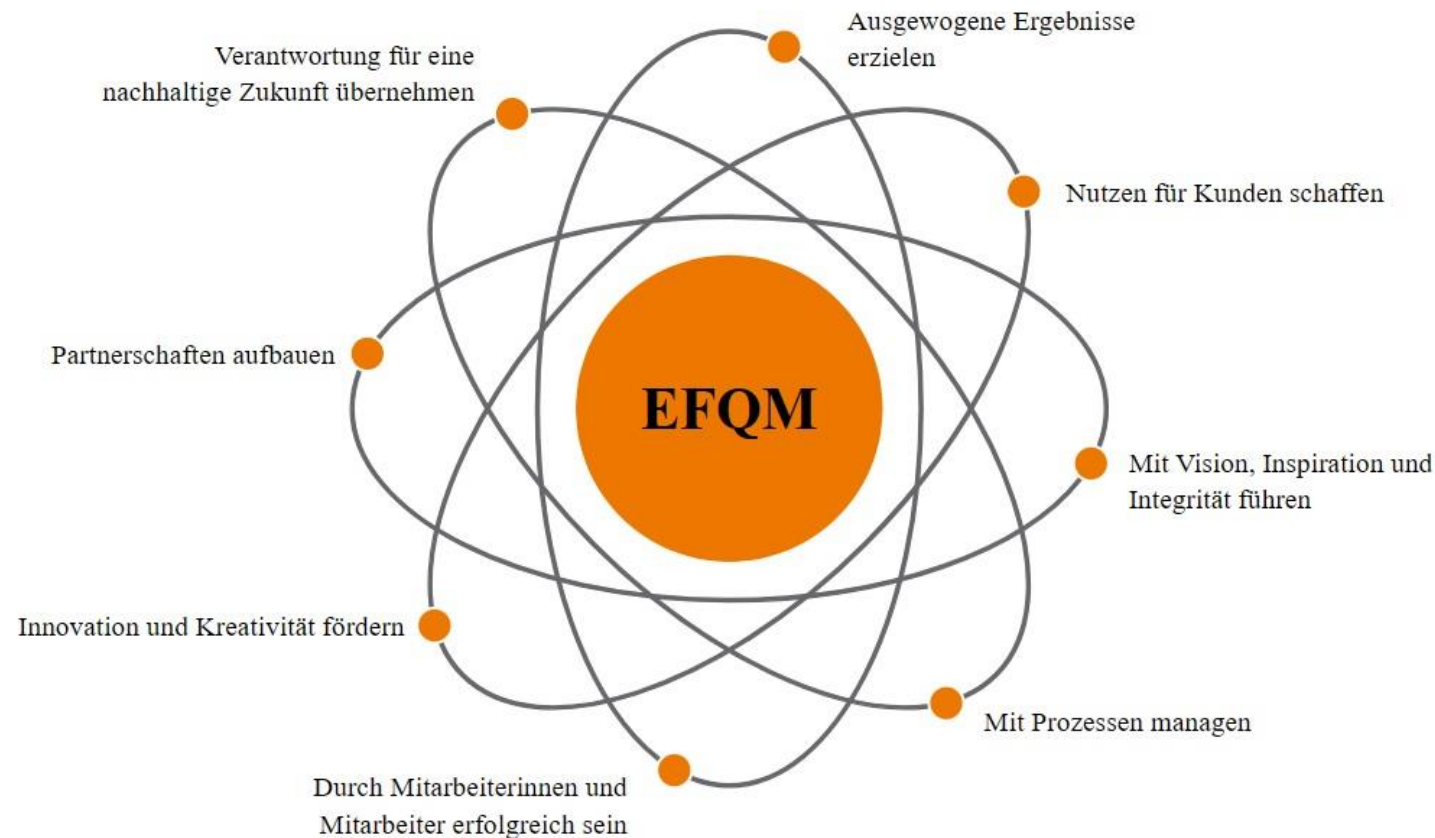 Ausgewogene Ergebnisse
erzielen
Verantwortung für eine
nachhaltige Zukunft übernehmen
Nutzen für Kunden schaffen
Partnerschaften aufbauen
EFQM
Mit Vision, Inspiration und
Integrität führen
Innovation und Kreativität fördern
Mit Prozessen managen
Durch Mitarbeiterinnen und
Mitarbeiter erfolgreich sein